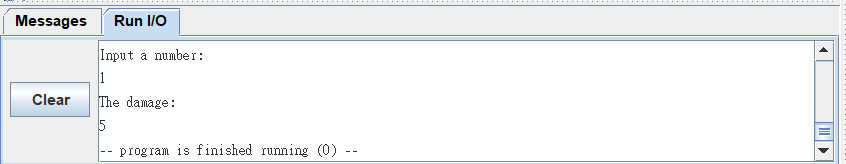 Messages Run I/O
Clear
Input a number:
1
The damage:
5
-- program is finished running (0) --